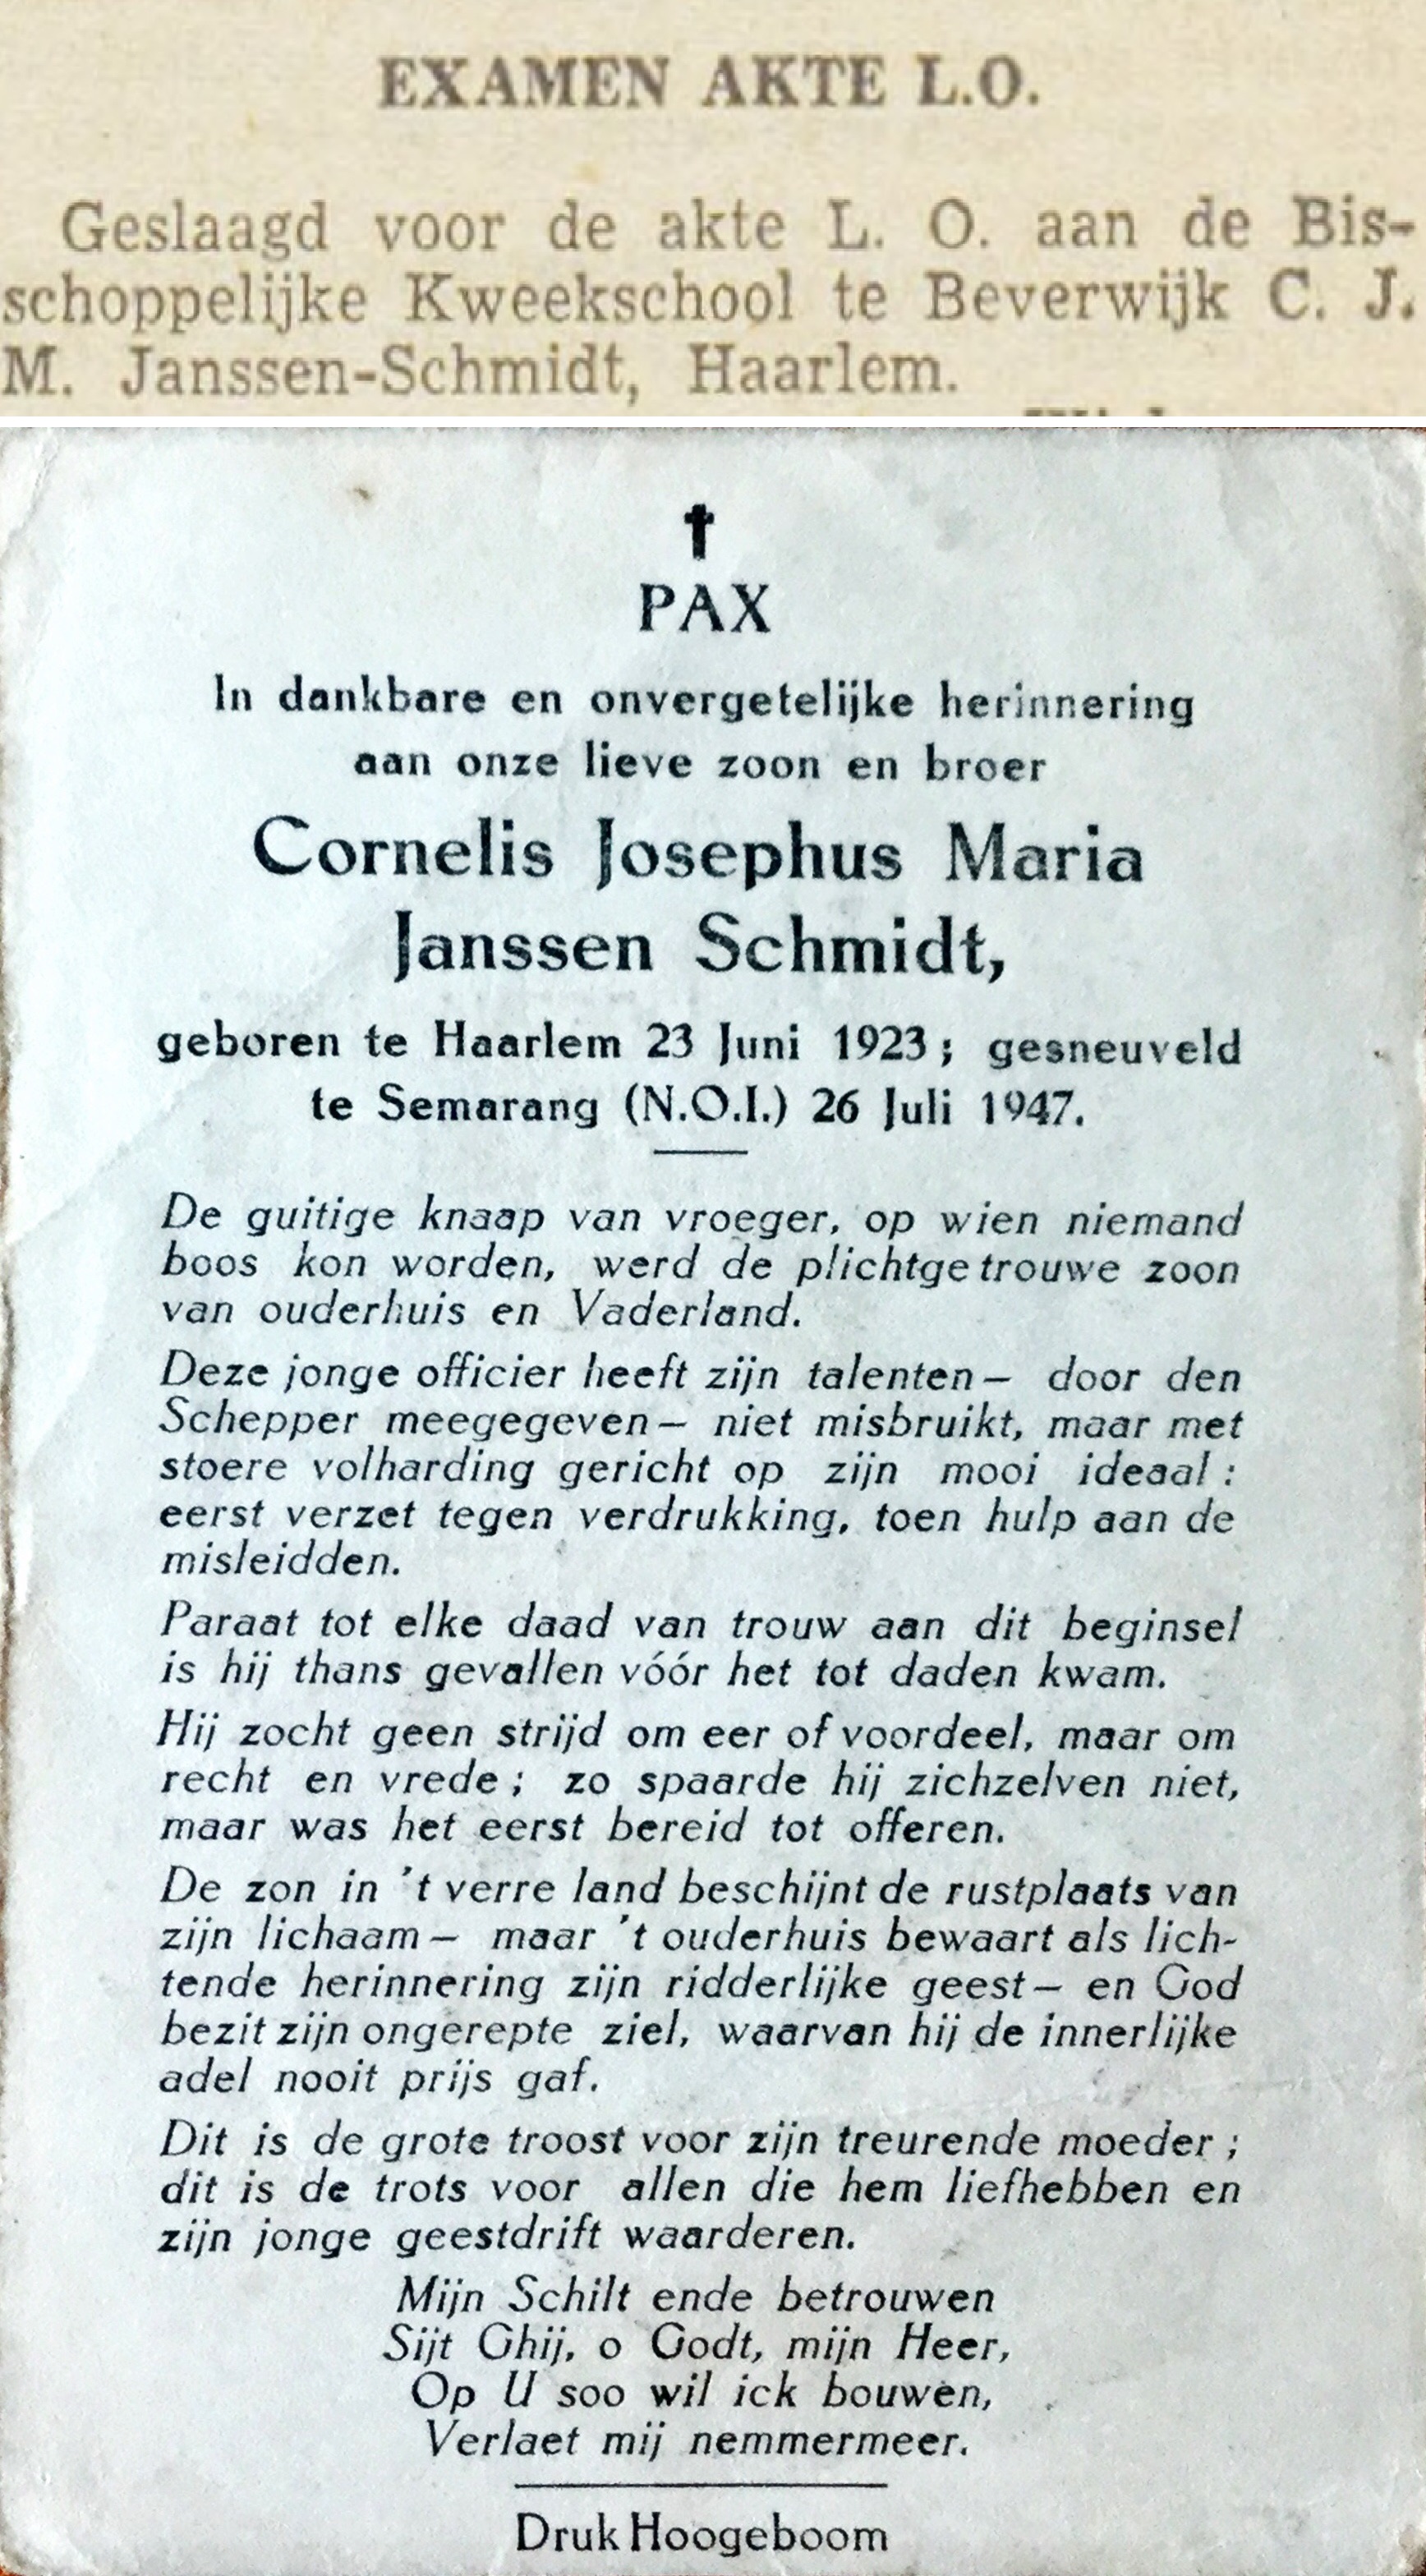 EXAMEN AKTE L.O.
Geslaagd voor de akte L. O. aan de Bis-
schoppelijke Kweekschool te Beverwijk C. J.
M. Janssen-Schmidt, Haarlem.
✝
PAX
In dankbare en onvergetelijke herinnering
aan onze lieve zoon en broer
Cornelis Josephus Maria
Janssen Schmidt,
geboren te Haarlem 23 Juni 1923; gesneuveld
te Semarang (N.O.I.) 26 Juli 1947.
De guitige knaap van vroeger, op wien niemand
boos kon worden, werd de plichtgetrouwe zoon
van ouderhuis en Vaderland.
Deze jonge officier heeft zijn talenten— door den
Schepper meegegeven— niet misbruikt, maar met
stoere volharding gericht op zijn mooi ideaal :
eerst verzet tegen verdrukking, toen hulp aan de
misleidden.
Paraat tot elke daad van trouw aan dit beginsel
is hij thans gevallen vóór het tot daden kwam.
Hij zocht geen strijd om eer of voordeel, maar om
recht en vrede ; zo spaarde hij zichzelven niet,
maar was het eerst bereid tot offeren.
De zon in 't verre land beschijnt de rustplaats van
zijn lichaam— maar 't ouderhuis bewaart als lich-
tende herinnering zijn ridderlijke geest— en God
bezit zijn ongerepte ziel, waarvan hij de innerlijke
adel nooit prijs gaf.
Dit is de grote troost voor zijn treurende moeder ;
dit is de trots voor allen die hem liefhebben en
zijn jonge geestdrift waarderen.
Mijn Schilt ende betrouwen
Sijt Ghij, o Godt, mijn Heer,
Op U soo wil ick bouwen,
Verlaet mij nemmermeer.
Druk Hoogeboom